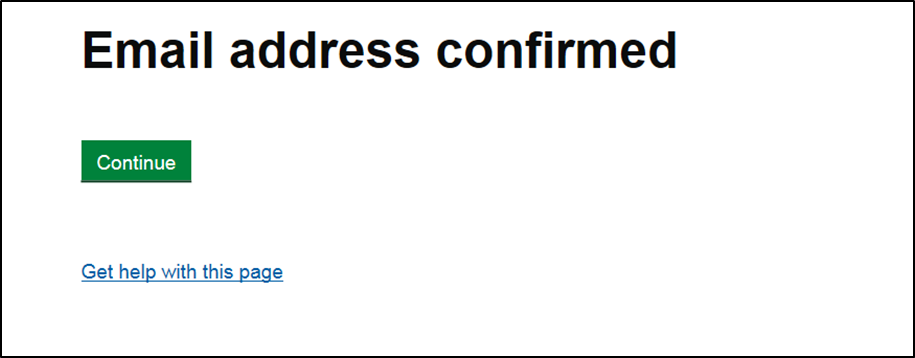 Email address confirmed
Continue
Get help with this page